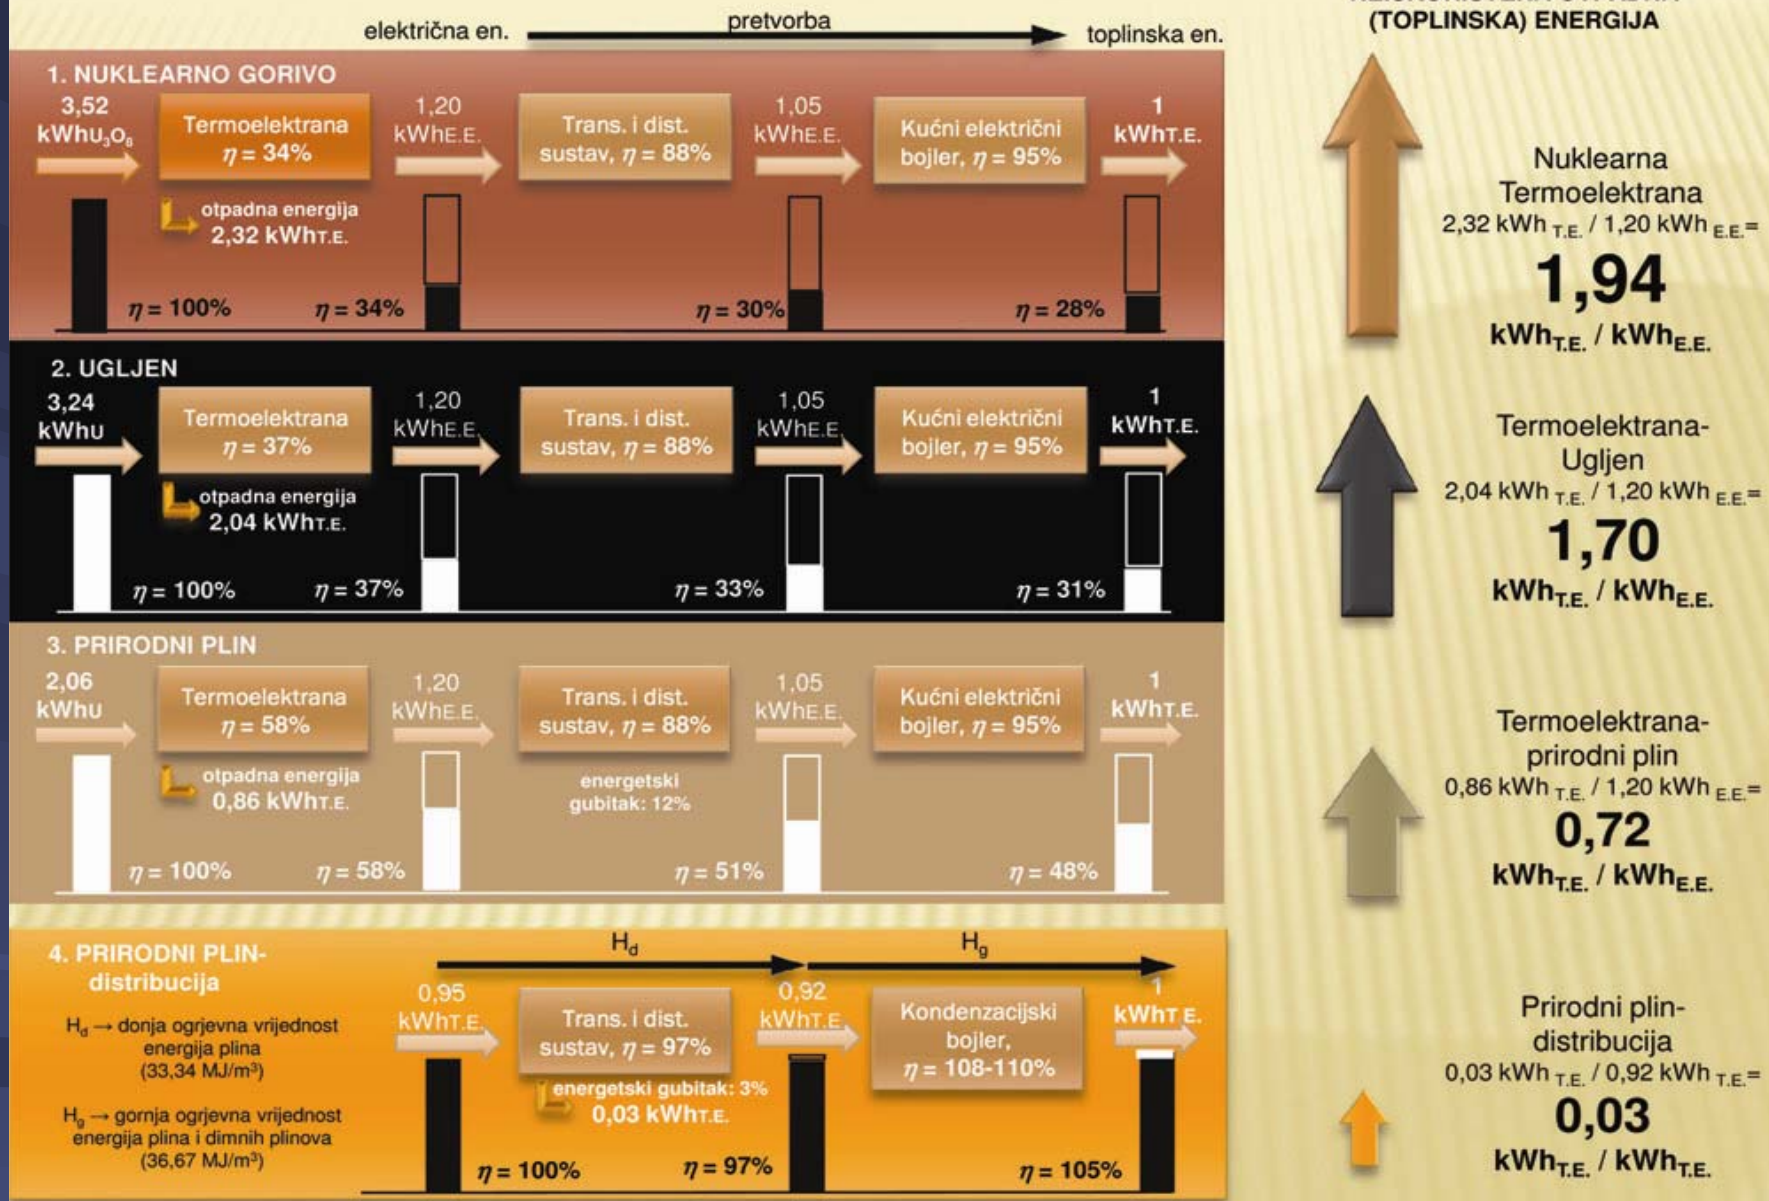 električna en.
pretvorba
toplinska en.
1. NUKLEARNO GORIVO
3,52
kWhU₃O₈
Termoelektrana
η = 34%
1,20
kWhE.E.
Trans. i dist.
sustav, η = 88%
1,05
kWhE.E.
Kućni električni
bojler, η = 95%
1
kWhT.E.
otpadna energija
2,32 kWhT.E.
η = 100%
η = 34%
η = 30%
η = 28%
2. UGLJEN
3,24
kWhU
Termoelektrana
η = 37%
1,20
kWhE.E.
Trans. i dist.
sustav, η = 88%
1,05
kWhE.E.
Kućni električni
bojler, η = 95%
1
kWhT.E.
otpadna energija
2,04 kWhT.E.
η = 100%
η = 37%
η = 33%
η = 31%
3. PRIRODNI PLIN
2,06
kWhU
Termoelektrana
η = 58%
1,20
kWhE.E.
Trans. i dist.
sustav, η = 88%
1,05
kWhE.E.
Kućni električni
bojler, η = 95%
1
kWhT.E.
otpadna energija
0,86 kWhT.E.
energetski
gubitak: 12%
η = 100%
η = 58%
η = 51%
η = 48%
4. PRIRODNI PLIN-
distribucija
H_d
H_g
H_d → donja ogrjevna vrijednost
energija plina
(33,34 MJ/m³)
H_g → gornja ogrjevna vrijednost
energija plina i dimnih plinova
(36,67 MJ/m³)
0,95
kWhT.E.
Trans. i dist.
sustav, η = 97%
0,92
kWhT.E.
Kondenzacijski
bojler,
η = 108-110%
1
kWhT.E.
energetski gubitak: 3%
0,03 kWhT.E.
η = 100%
η = 97%
η = 105%
(TOPLINSKA) ENERGIJA
Nuklearna
Termoelektrana
2,32 kWh T.E. / 1,20 kWh E.E.=
1,94
kWhT.E. / kWhE.E.
Termoelektrana-
Ugljen
2,04 kWh T.E. / 1,20 kWh E.E.=
1,70
kWhT.E. / kWhE.E.
Termoelektrana-
prirodni plin
0,86 kWh T.E. / 1,20 kWh E.E.=
0,72
kWhT.E. / kWhE.E.
Prirodni plin-
distribucija
0,03 kWh T.E. / 0,92 kWh T.E.=
0,03
kWhT.E. / kWhT.E.